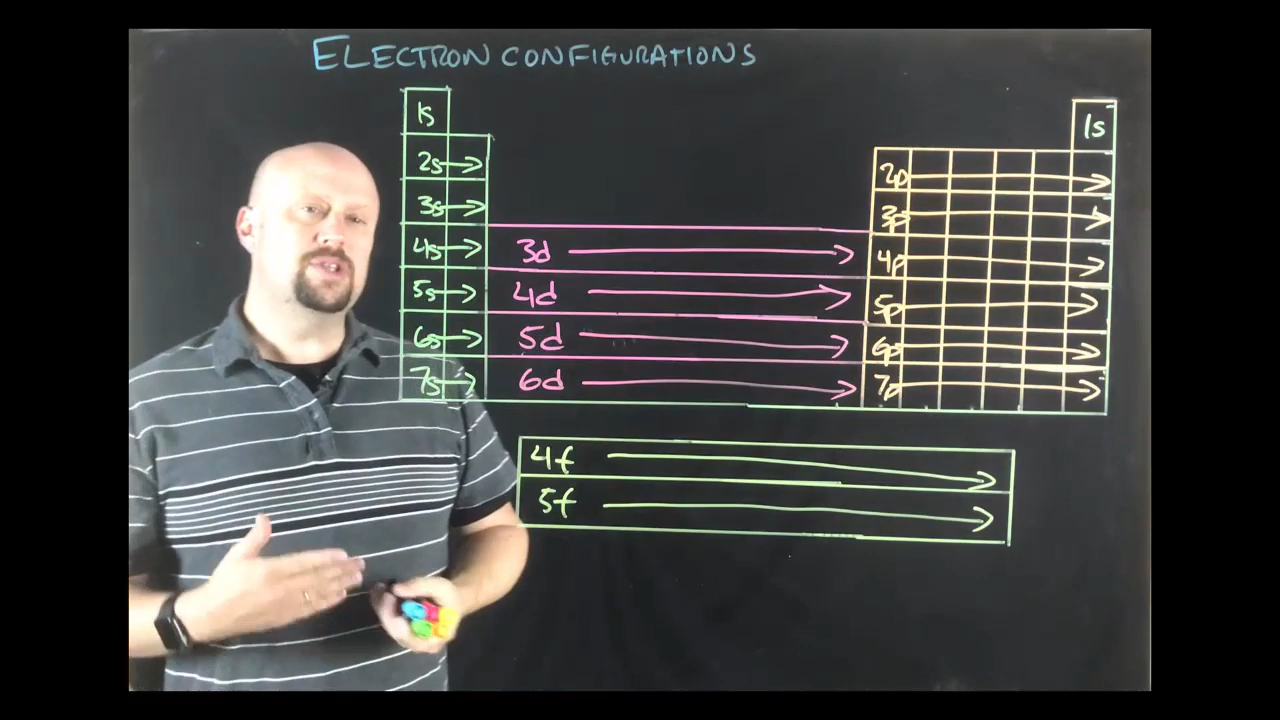 ELECTRON CONFIGURATIONS
1s 1s
2s 2p
3s 3p
4s 3d 4p
5s 4d 5p
6s 5d 6p
7s 6d 7p
4f
5f